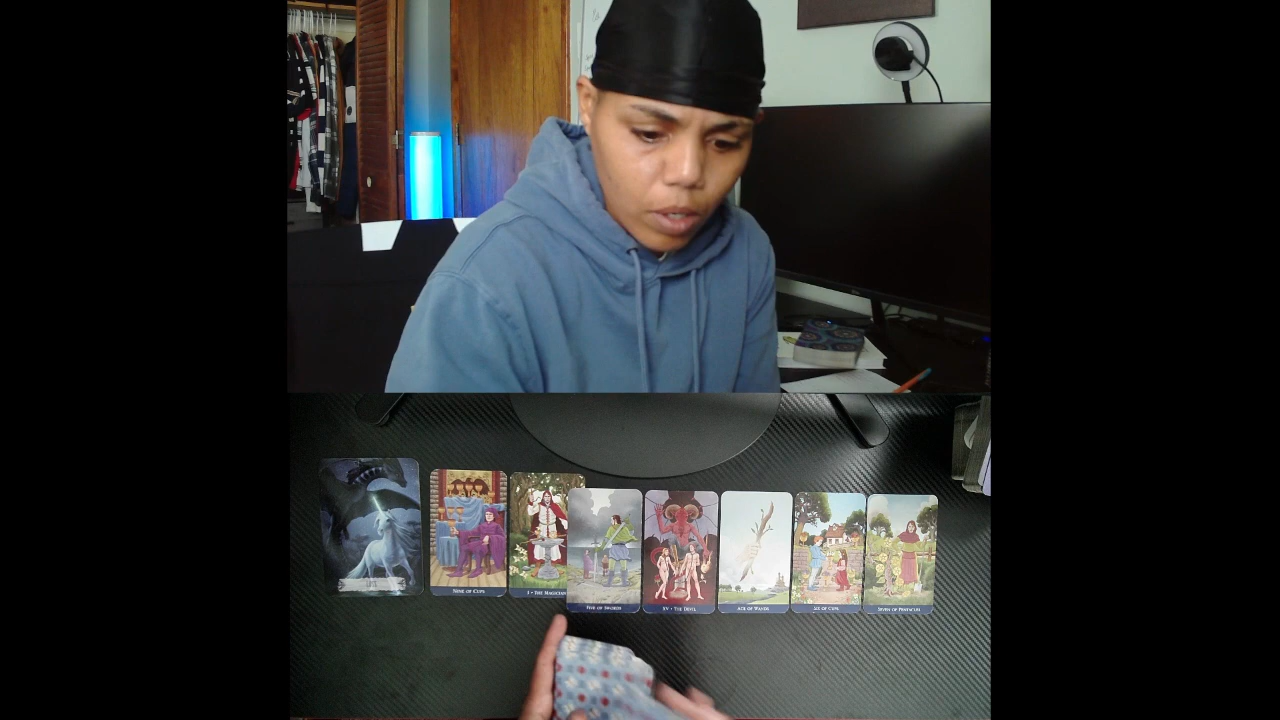 NINE OF CUPS
I • THE MAGICIAN
FIVE OF SWORDS
XV • THE DEVIL
ACE OF WANDS
SIX OF CUPS
SEVEN OF PENTACLES